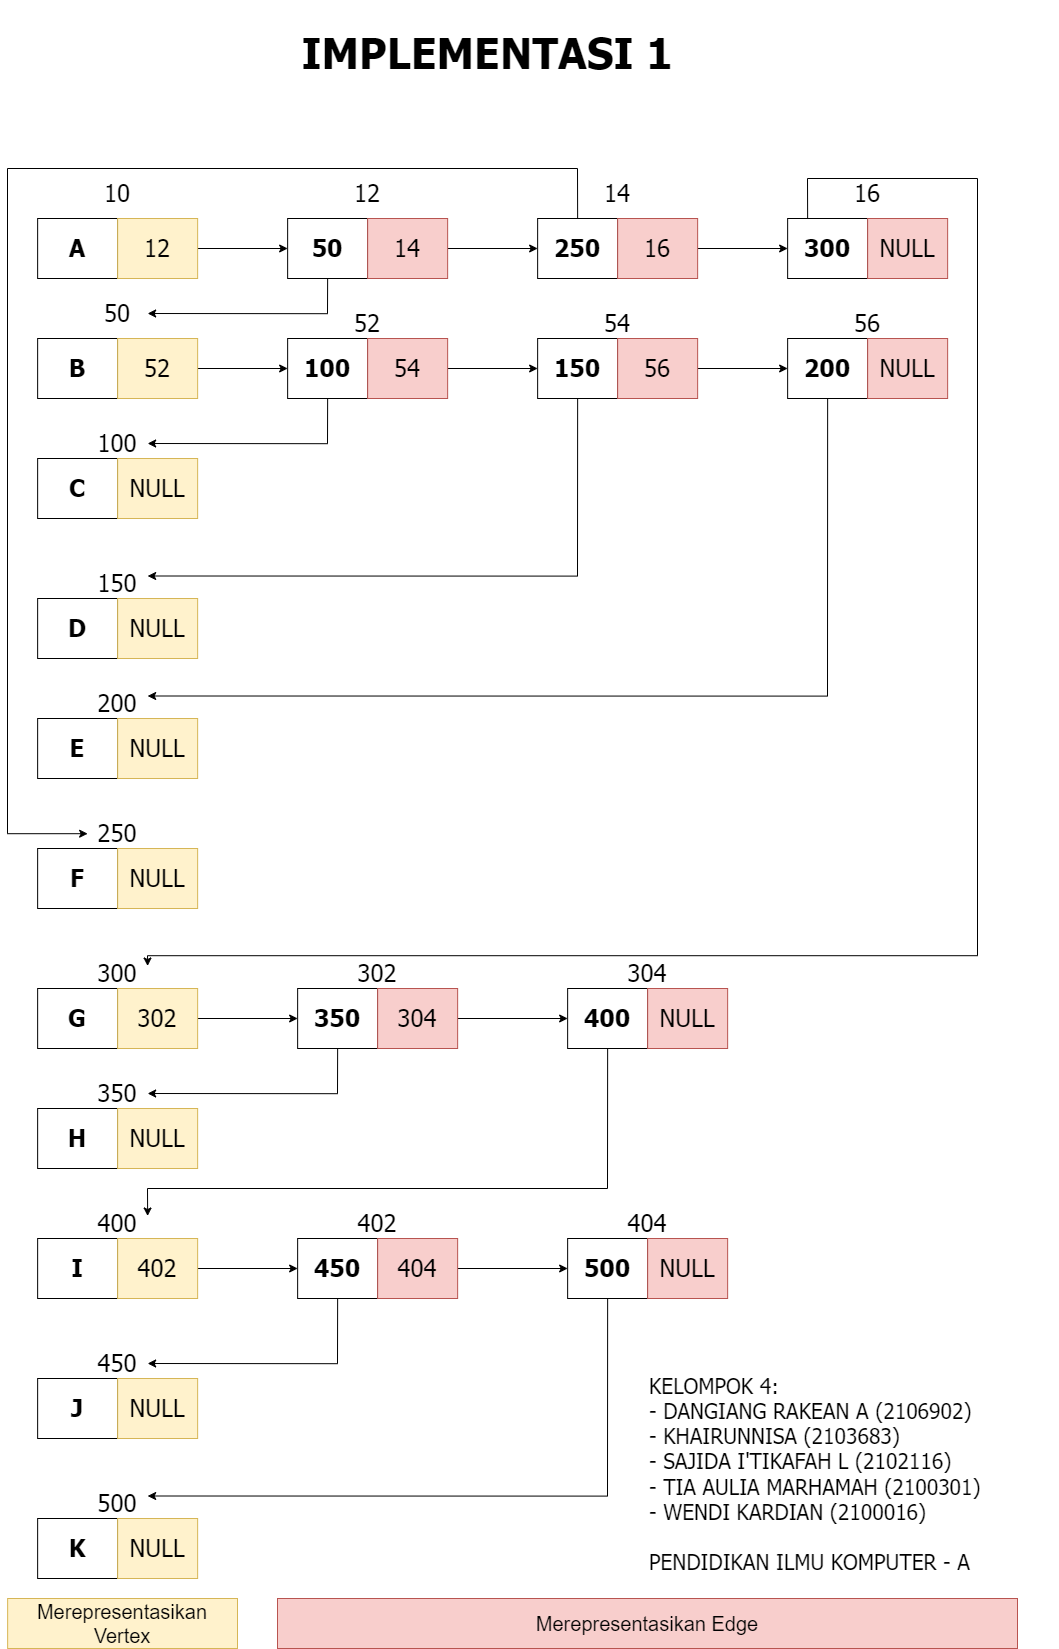 IMPLEMENTASI 1
10 12 14 16
A 12 50 14 250 16 300 NULL
50 52 54 56
B 52 100 54 150 56 200 NULL
100
C NULL
150
D NULL
200
E NULL
250
F NULL
300 302 304
G 302 350 304 400 NULL
350
H NULL
400 402 404
I 402 450 404 500 NULL
450
J NULL
500
K NULL
KELOMPOK 4:
- DANGIANG RAKEAN A (2106902)
- KHAIRUNNISA (2103683)
- SAJIDA I'TIKAFAH L (2102116)
- TIA AULIA MARHAMAH (2100301)
- WENDI KARDIAN (2100016)
PENDIDIKAN ILMU KOMPUTER - A
Merepresentasikan
Vertex
Merepresentasikan Edge